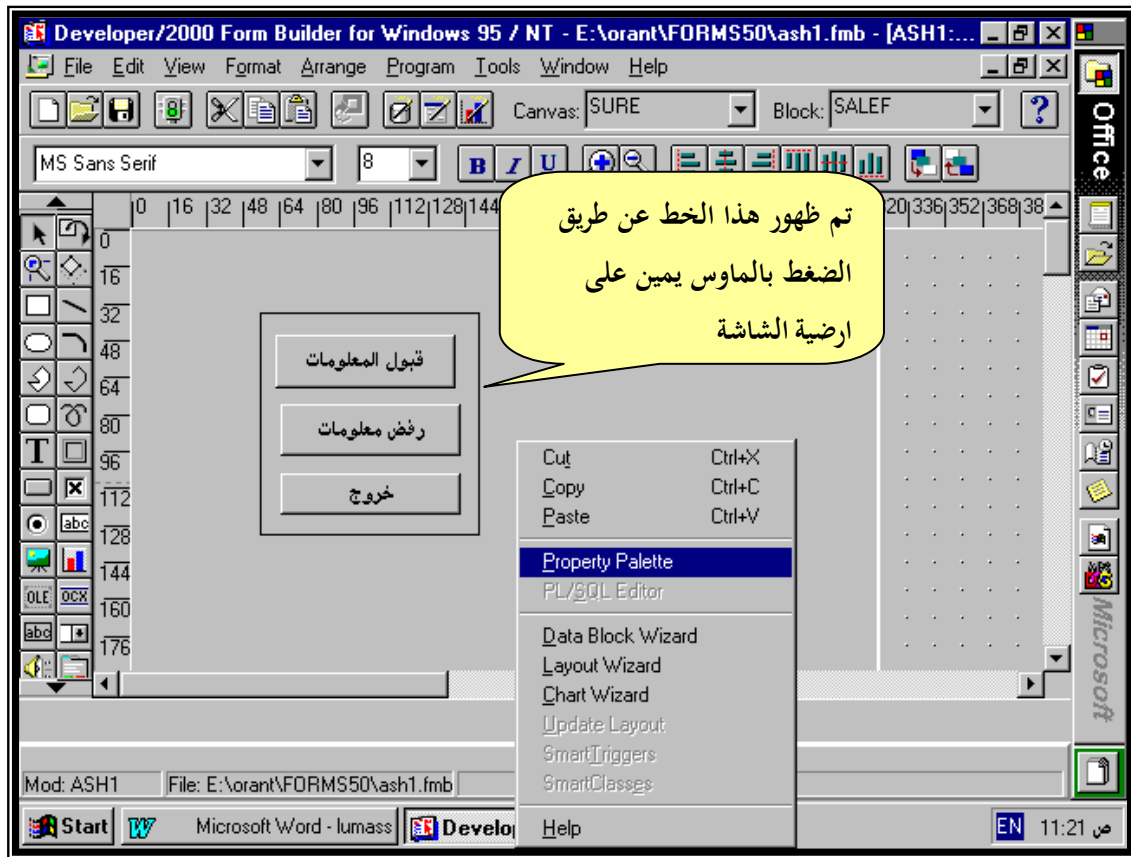 Developer/2000 Form Builder for Windows 95 / NT - E:\orant\FORMS50\ash1.fmb - [ASH1:...
File Edit View Format Arrange Program Tools Window Help
Canvas: SURE Block: SALEF
MS Sans Serif 8 B I U
Office
0 16 32 48 64 80 96 112 128 144 20 336 352 368 38
0
16
32
48
64
80
96
112
128
144
160
176
تم ظهور هذا الخط عن طريق
الضغط بالماوس يمين على
ارضية الشاشة
قبول المعلومات
رفض معلومات
خروج
T
abc
OLE OCX
abc
Cut Ctrl+X
Copy Ctrl+C
Paste Ctrl+V
Property Palette
PL/SQL Editor
Data Block Wizard
Layout Wizard
Chart Wizard
Update Layout
SmartTriggers
SmartClasses
Help
Microsoft
Mod: ASH1 File: E:\orant\FORMS50\ash1.fmb
Start Microsoft Word - lumass Develo EN 11:21 ص